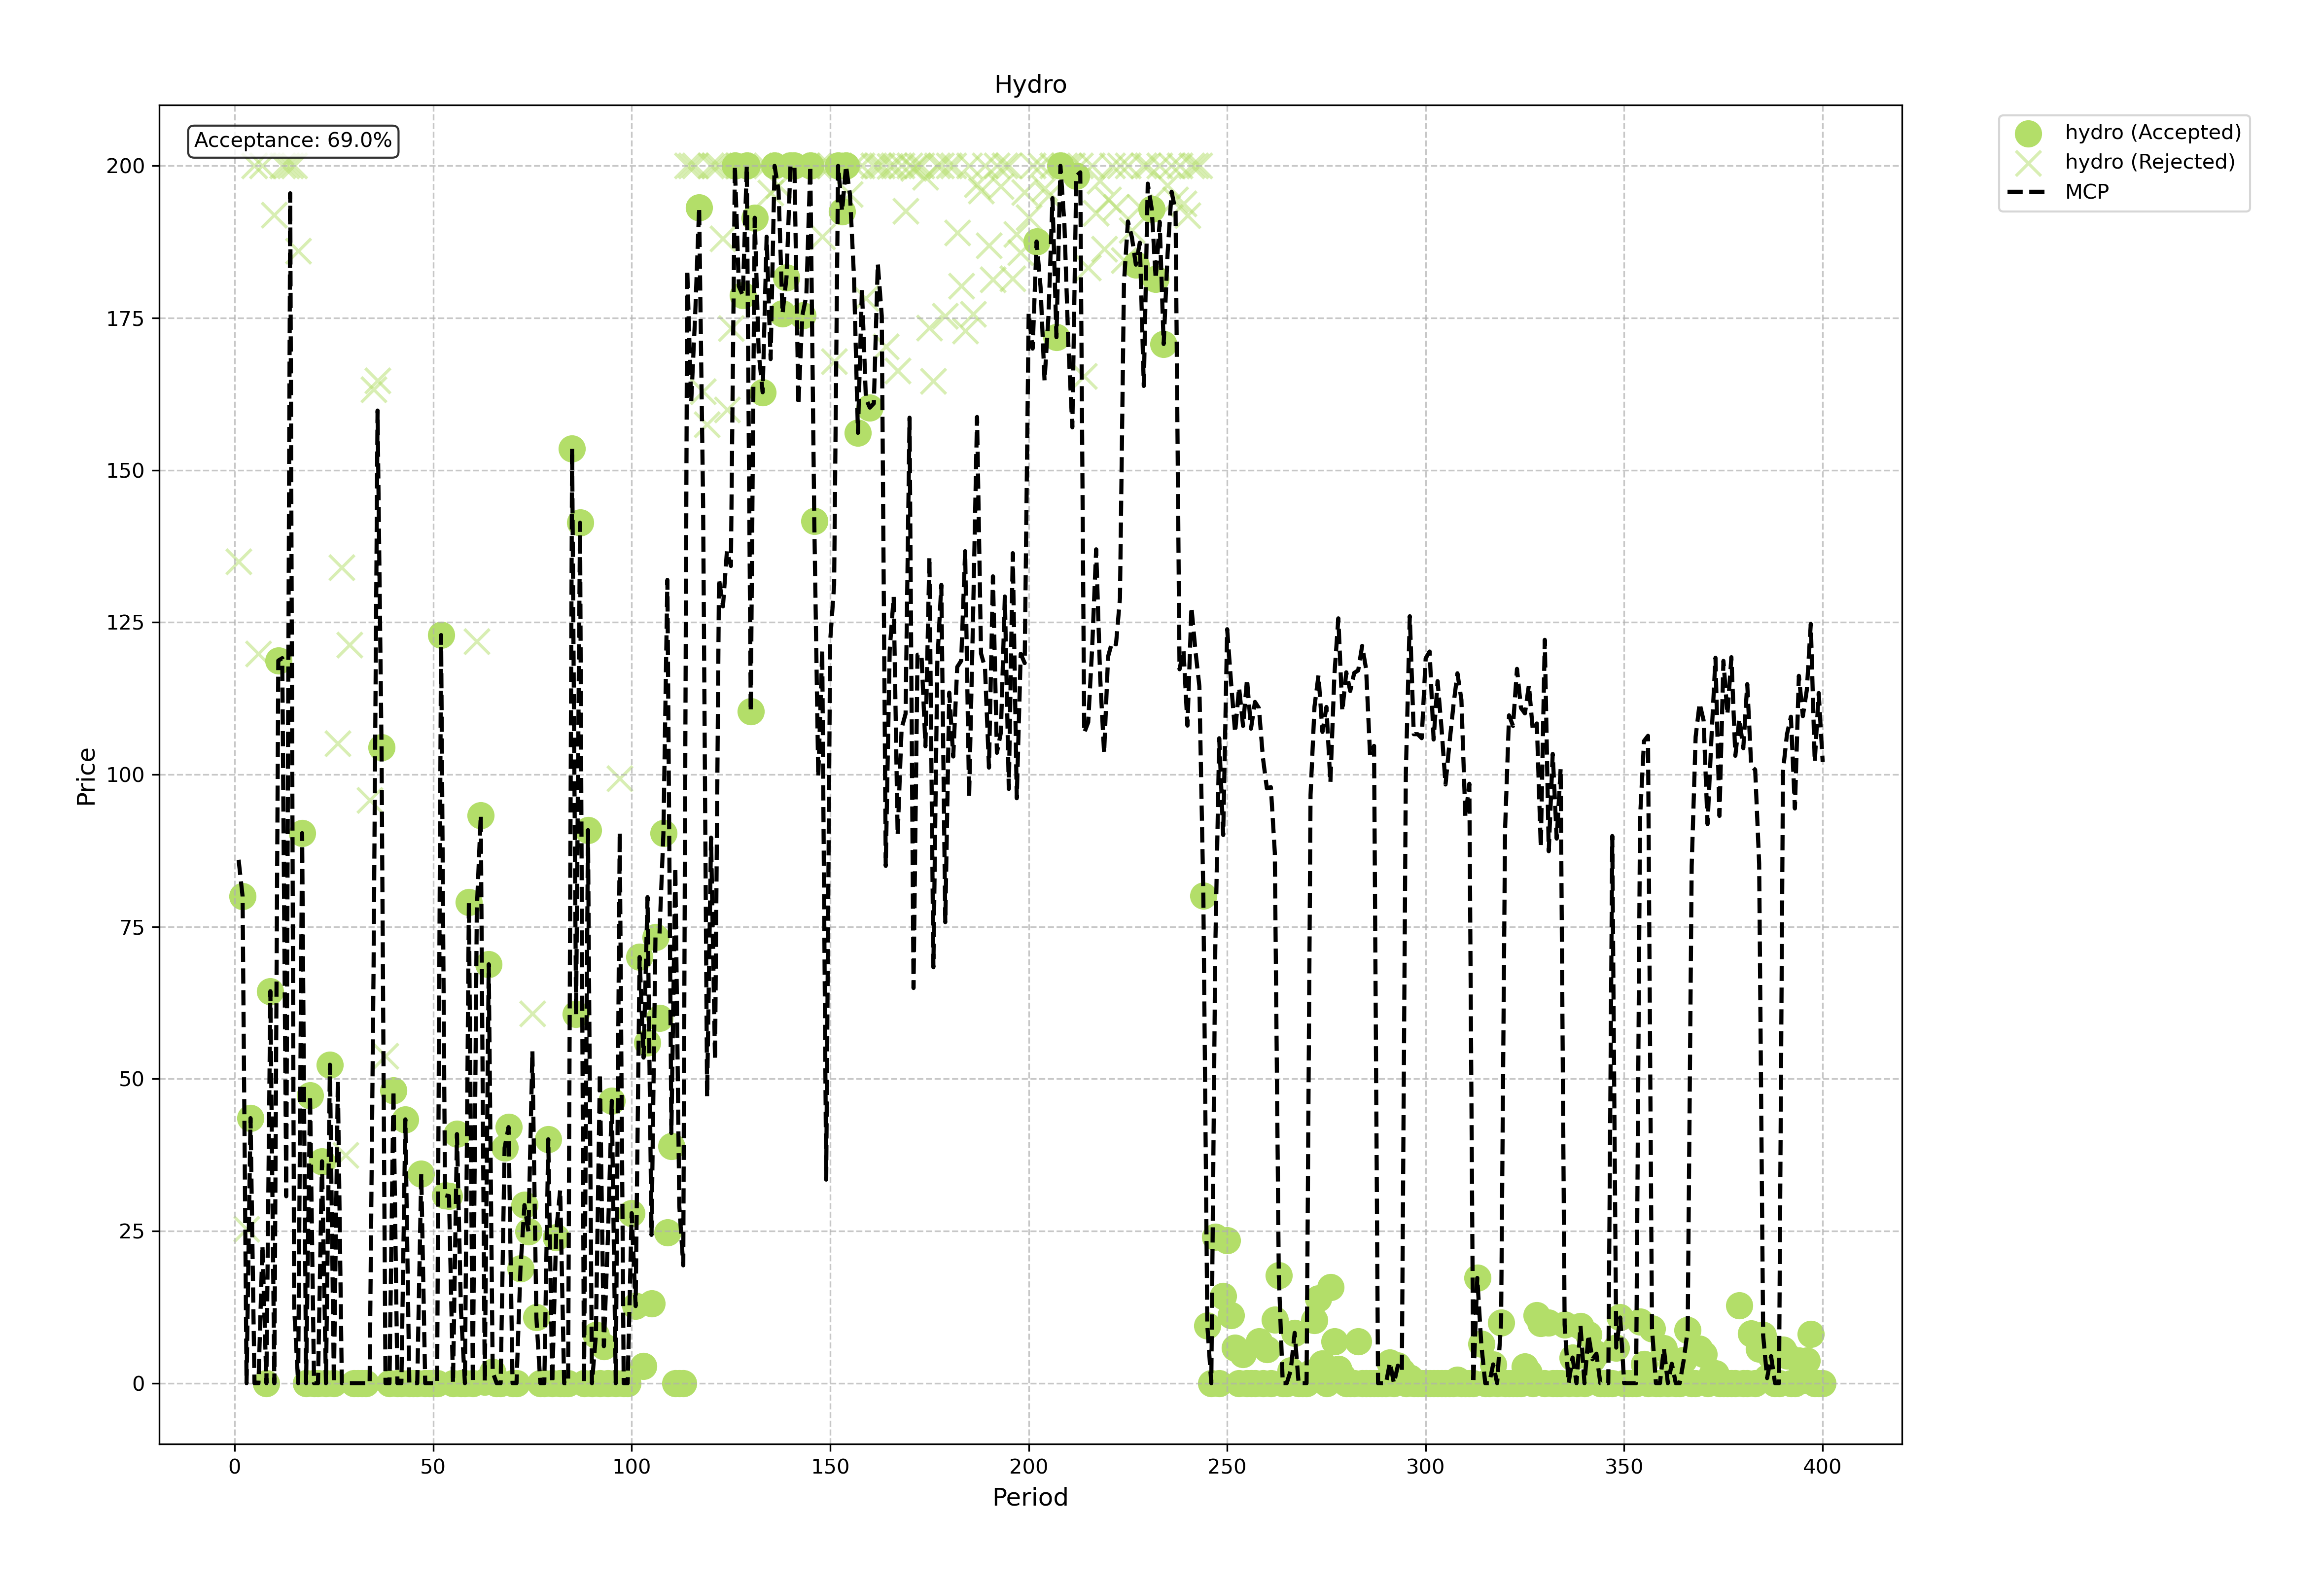 Hydro
Acceptance: 69.0%
hydro (Accepted)
hydro (Rejected)
MCP
200
175
150
125
100
75
50
25
0
Price
0 50 100 150 200 250 300 350 400
Period